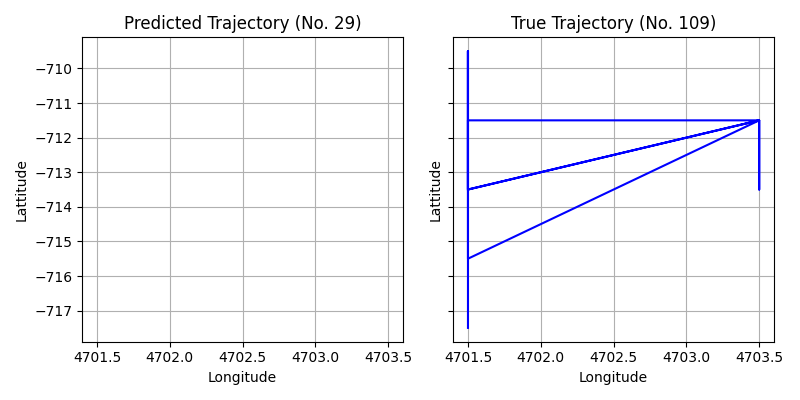 Predicted Trajectory (No. 29)
−710
−711
−712
−713
−714
−715
−716
−717
Lattitude
4701.5 4702.0 4702.5 4703.0 4703.5
Longitude
True Trajectory (No. 109)
Lattitude
4701.5 4702.0 4702.5 4703.0 4703.5
Longitude